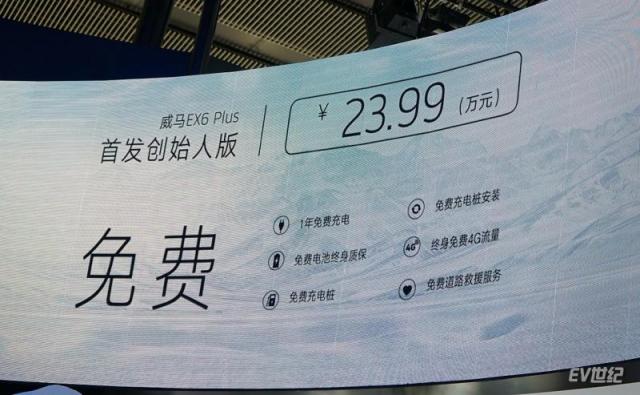 威马EX6 Plus
首发创始人版
¥ 23.99 (万元)
免费
1年免费充电
免费电池终身质保
免费充电桩
免费充电桩安装
4G
终身免费4G流量
免费道路救援服务
EV世纪